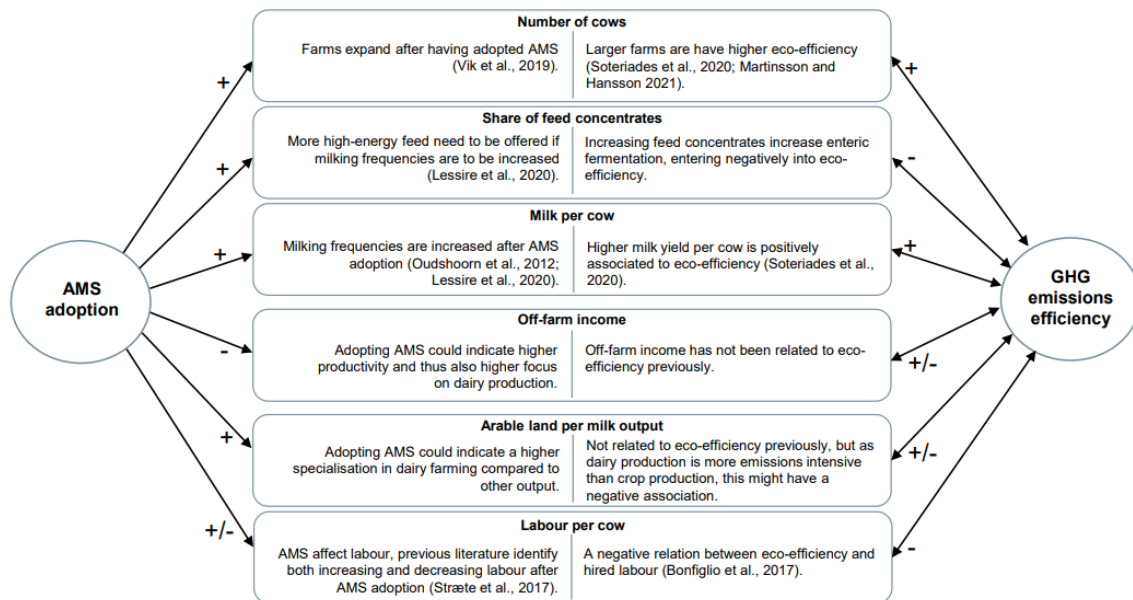 Number of cows
Farms expand after having adopted AMS
(Vik et al., 2019).
Larger farms are have higher eco-efficiency
(Soteriades et al., 2020; Martinsson and
Hansson 2021).
+
+
Share of feed concentrates
More high-energy feed need to be offered if
milking frequencies are to be increased
(Lessire et al., 2020).
Increasing feed concentrates increase enteric
fermentation, entering negatively into eco-
efficiency.
+
-
Milk per cow
Milking frequencies are increased after AMS
adoption (Oudshoorn et al., 2012;
Lessire et al., 2020).
Higher milk yield per cow is positively
associated to eco-efficiency (Soteriades et al.,
2020).
+
+
AMS
adoption
GHG
emissions
efficiency
Off-farm income
Adopting AMS could indicate higher
productivity and thus also higher focus
on dairy production.
Off-farm income has not been related to eco-
efficiency previously.
-
+/-
Arable land per milk output
Adopting AMS could indicate a higher
specialisation in dairy farming compared to
other output.
Not related to eco-efficiency previously, but as
dairy production is more emissions intensive
than crop production, this might have a
negative association.
+
+/-
Labour per cow
AMS affect labour, previous literature identify
both increasing and decreasing labour after
AMS adoption (Stræte et al., 2017).
A negative relation between eco-efficiency and
hired labour (Bonfiglio et al., 2017).
+/-
-